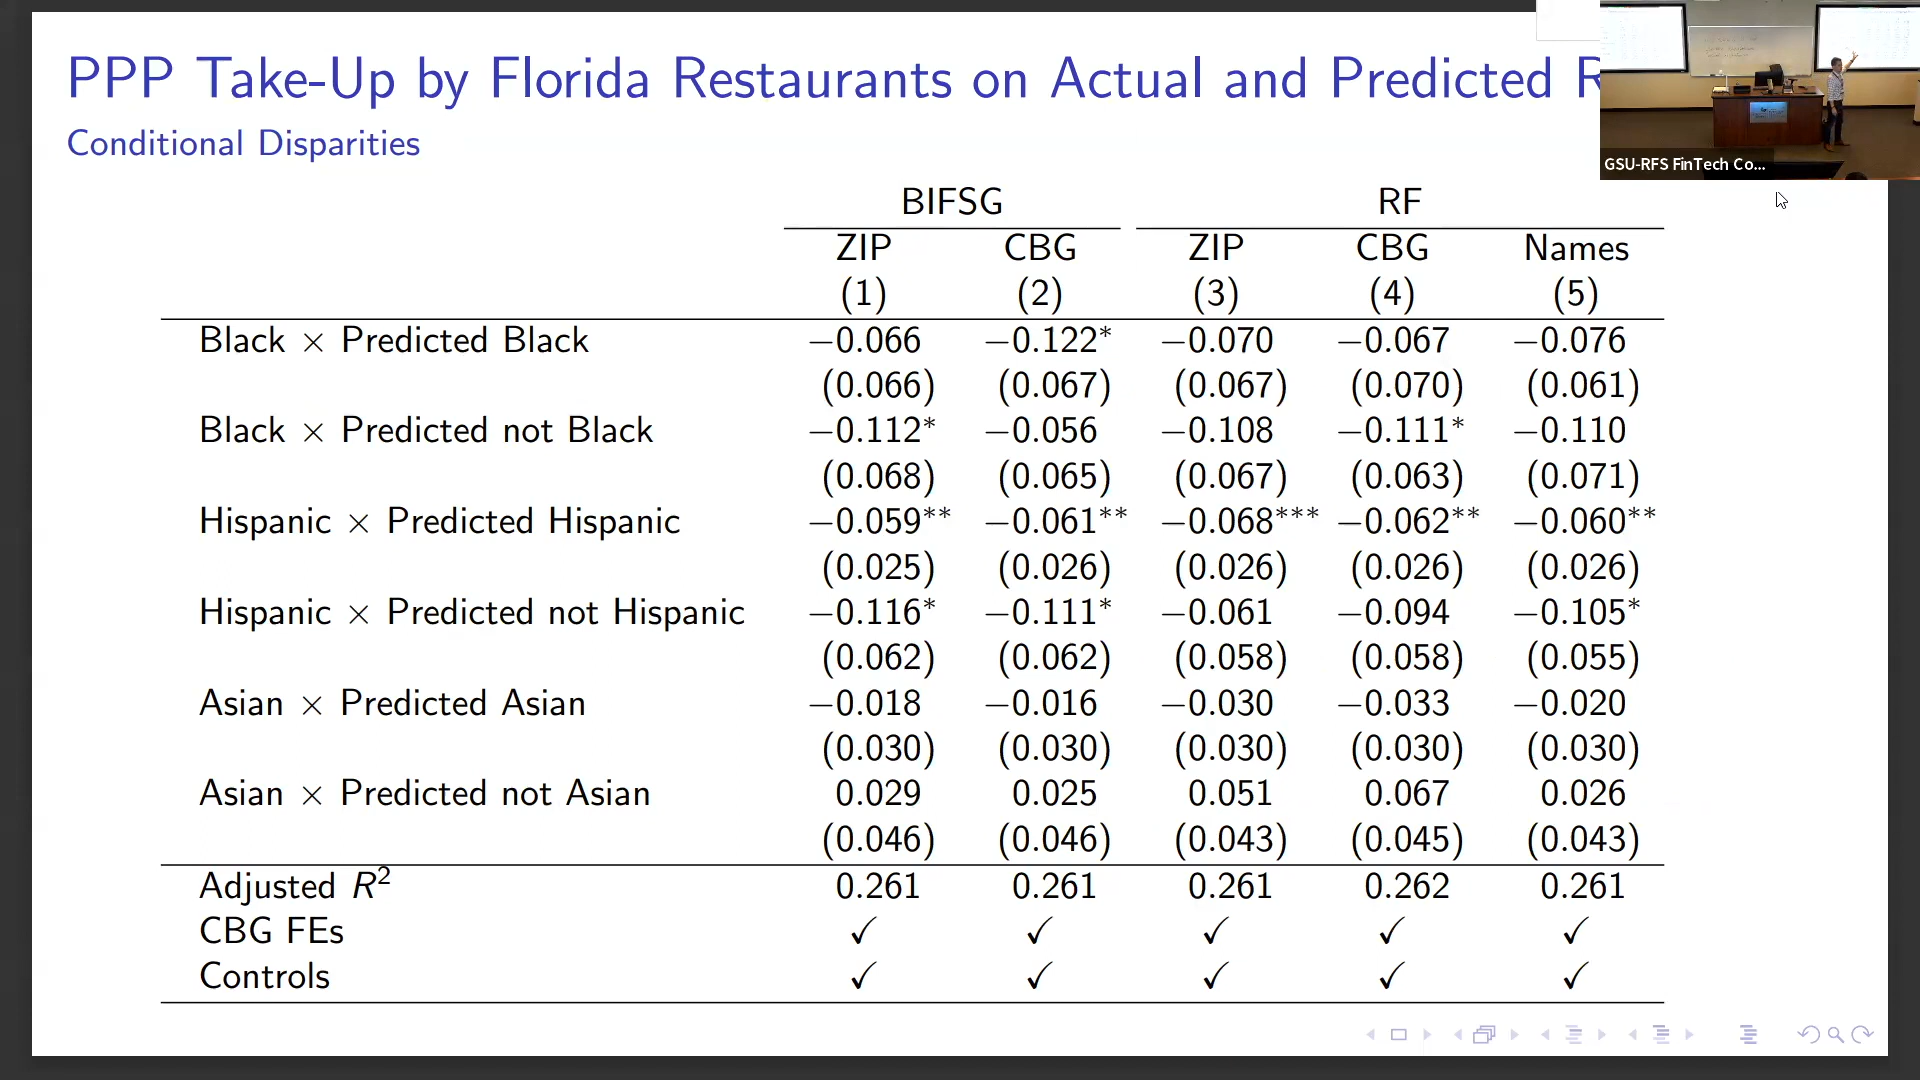 PPP Take-Up by Florida Restaurants on Actual and Predicted R
Conditional Disparities
GSU-RFS FinTech Co...
BIFSG RF
ZIP CBG ZIP CBG Names
(1) (2) (3) (4) (5)
Black × Predicted Black −0.066 −0.122* −0.070 −0.067 −0.076
(0.066) (0.067) (0.067) (0.070) (0.061)
Black × Predicted not Black −0.112* −0.056 −0.108 −0.111* −0.110
(0.068) (0.065) (0.067) (0.063) (0.071)
Hispanic × Predicted Hispanic −0.059** −0.061** −0.068*** −0.062** −0.060**
(0.025) (0.026) (0.026) (0.026) (0.026)
Hispanic × Predicted not Hispanic −0.116* −0.111* −0.061 −0.094 −0.105*
(0.062) (0.062) (0.058) (0.058) (0.055)
Asian × Predicted Asian −0.018 −0.016 −0.030 −0.033 −0.020
(0.030) (0.030) (0.030) (0.030) (0.030)
Asian × Predicted not Asian 0.029 0.025 0.051 0.067 0.026
(0.046) (0.046) (0.043) (0.045) (0.043)
Adjusted R² 0.261 0.261 0.261 0.262 0.261
CBG FEs ✓ ✓ ✓ ✓ ✓
Controls ✓ ✓ ✓ ✓ ✓